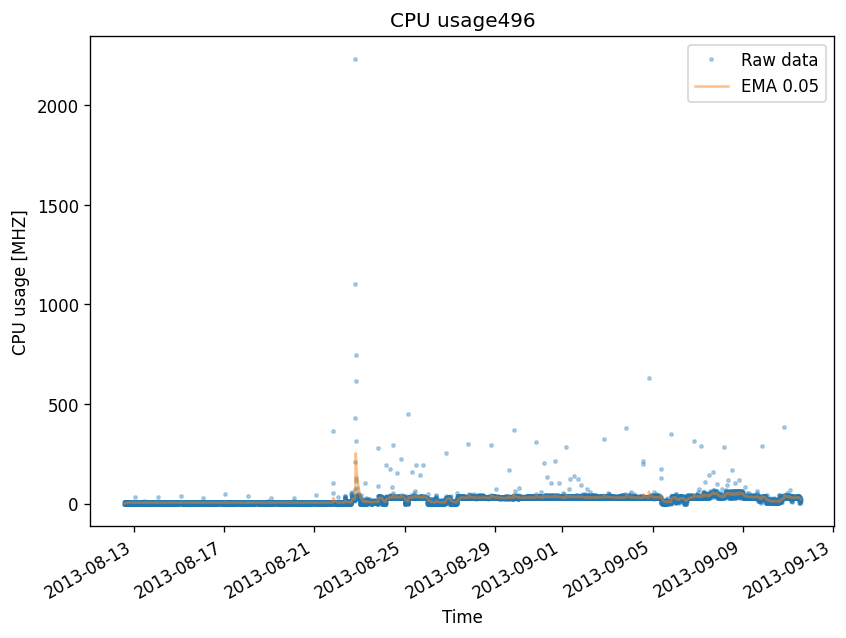 CPU usage496
Raw data
EMA 0.05
CPU usage [MHZ]
2000
1500
1000
500
0
2013-08-13
2013-08-17
2013-08-21
2013-08-25
2013-08-29
2013-09-01
2013-09-05
2013-09-09
2013-09-13
Time